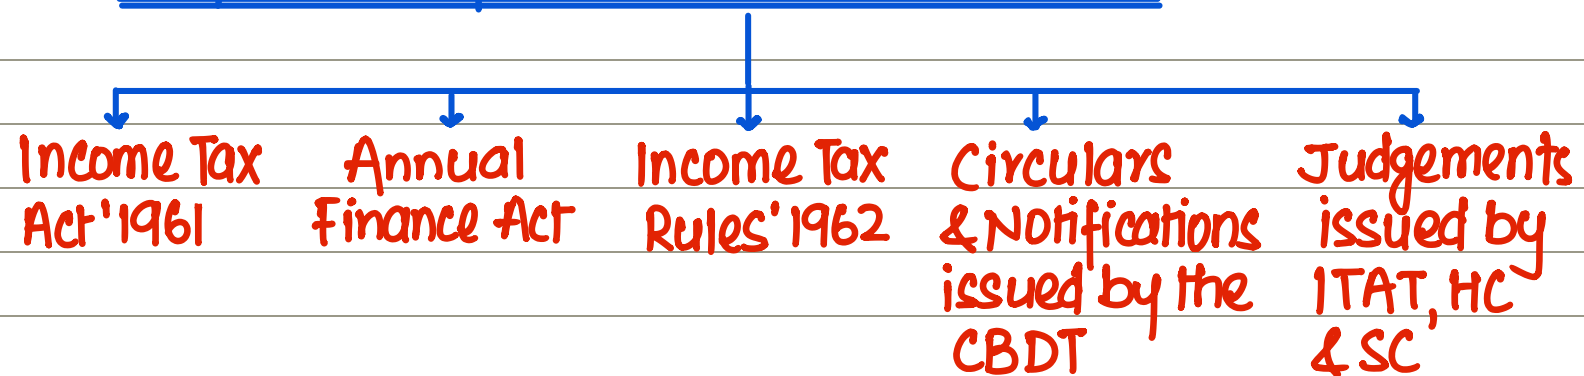 Income Tax
Act' 1961
Annual
Finance Act
Income Tax
Rules' 1962
Circulars
& Notifications
issued by the
CBDT
Judgements
issued by
ITAT, HC
& SC